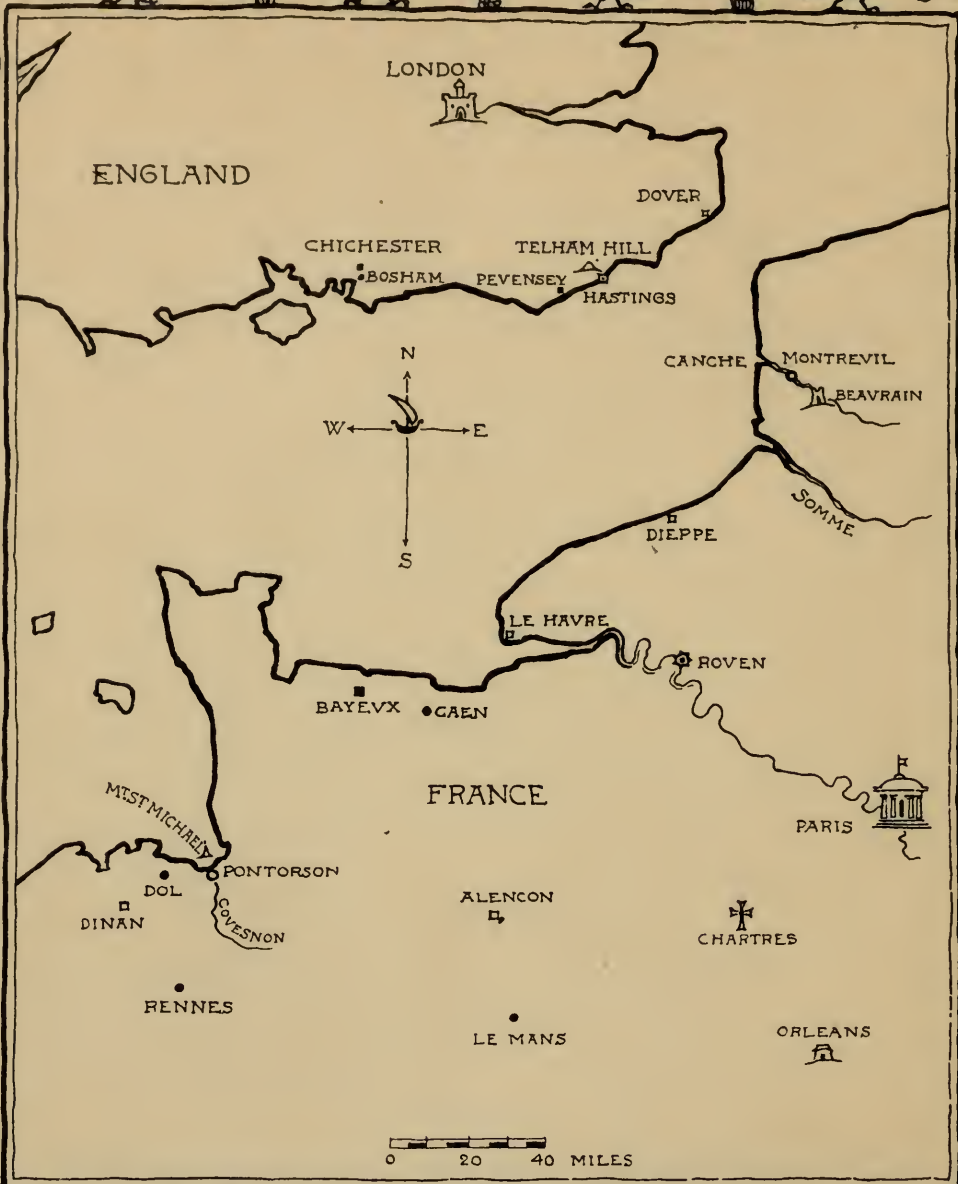 LONDON
ENGLAND
DOVER
CHICHESTER
TELHAM HILL
BOSHAM
PEVENSEY
HASTINGS
N
W
E
S
CANCHE
MONTREVIL
BEAVRAIN
SOMME
DIEPPE
LE HAVRE
ROVEN
BAYEVX
CAEN
FRANCE
MT. ST MICHAEL
PARIS
PONTORSON
DOL
DINAN
COVESNON
ALENCON
CHARTRES
RENNES
LE MANS
ORLEANS
0 20 40 MILES